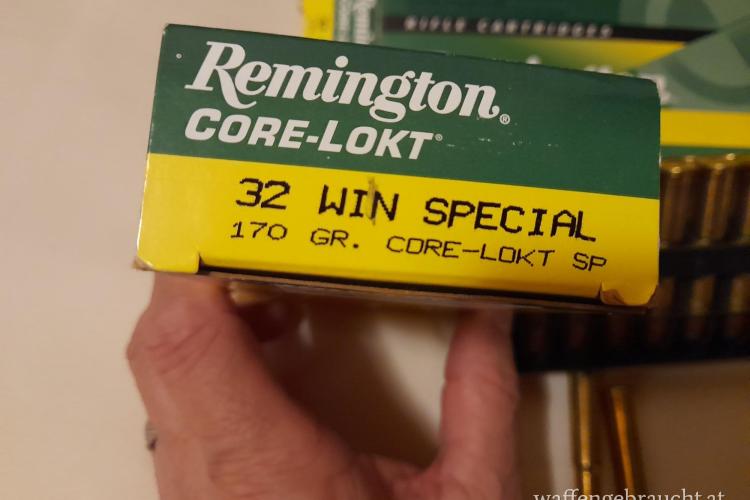 RIFLE CARTRIDGES
Remington®
CORE-LOKT®
32 WIN SPECIAL
170 GR. CORE-LOKT SP
waffengebraucht.at